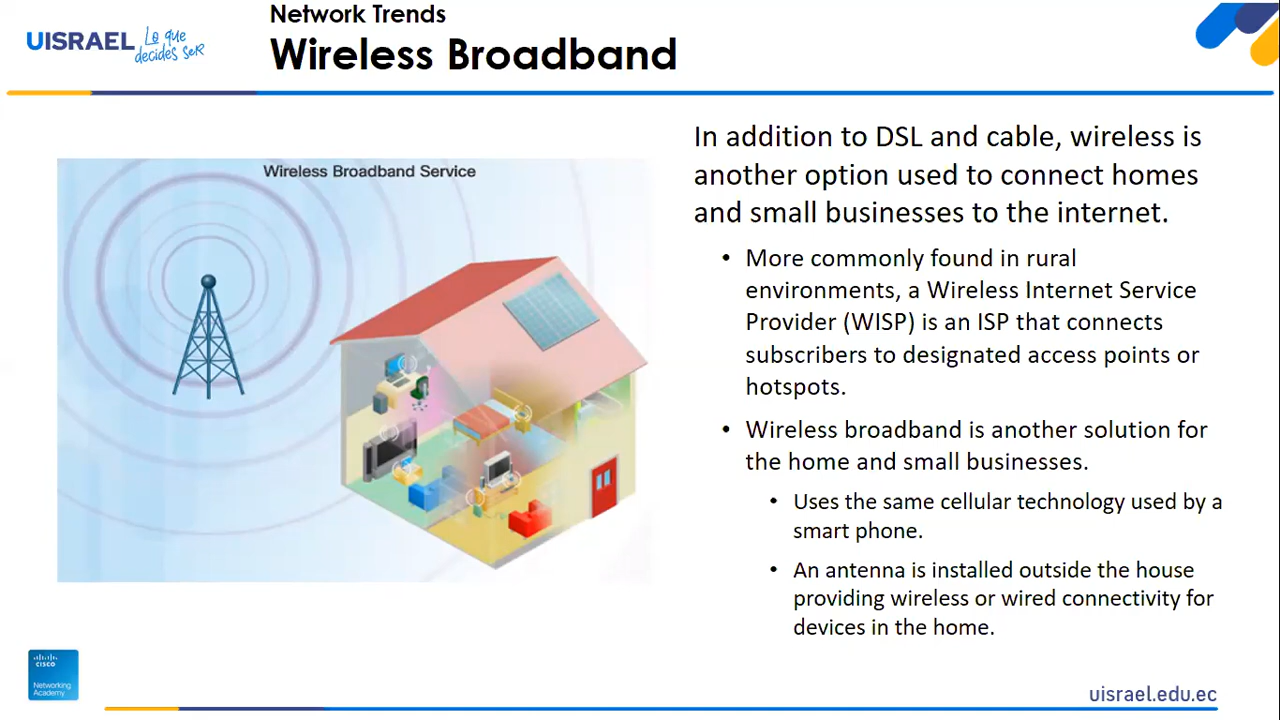 Network Trends
UISRAEL Lo que decides seR
Wireless Broadband
Wireless Broadband Service
In addition to DSL and cable, wireless is
another option used to connect homes
and small businesses to the internet.
• More commonly found in rural
environments, a Wireless Internet Service
Provider (WISP) is an ISP that connects
subscribers to designated access points or
hotspots.
• Wireless broadband is another solution for
the home and small businesses.
• Uses the same cellular technology used by a
smart phone.
• An antenna is installed outside the house
providing wireless or wired connectivity for
devices in the home.
CISCO
Networking
Academy
uisrael.edu.ec